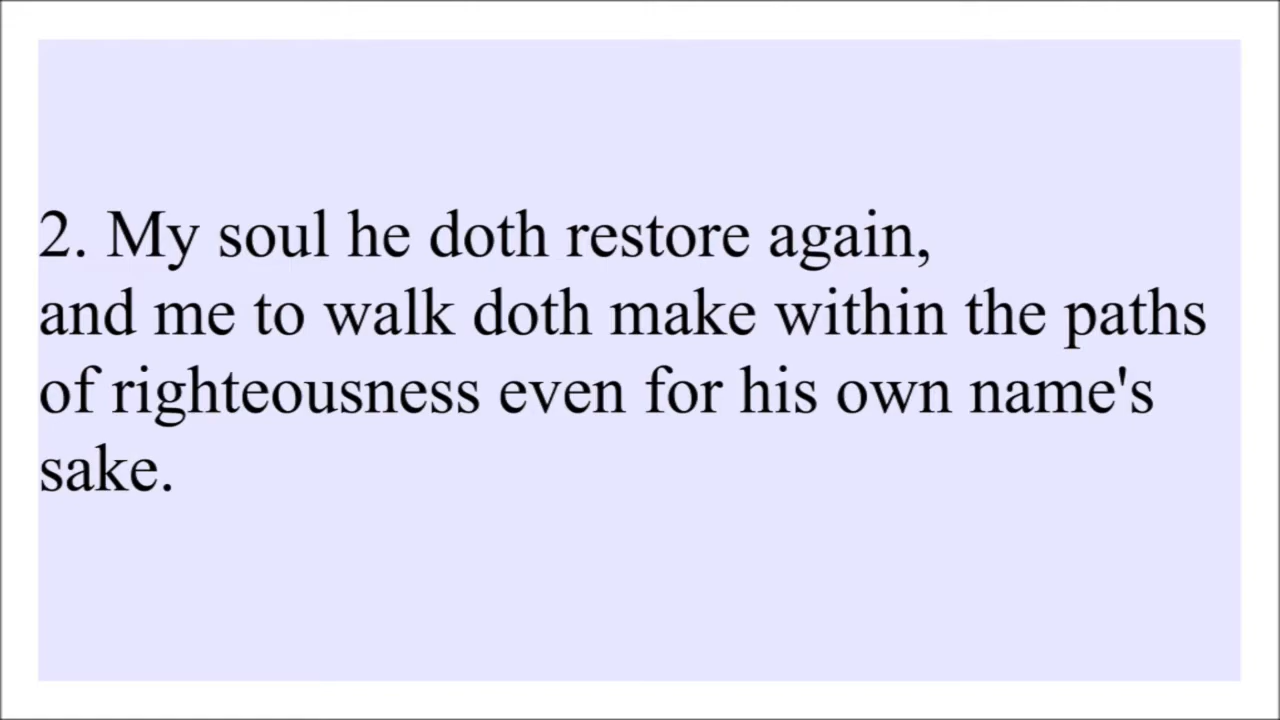 2. My soul he doth restore again,
and me to walk doth make within the paths
of righteousness even for his own name's
sake.